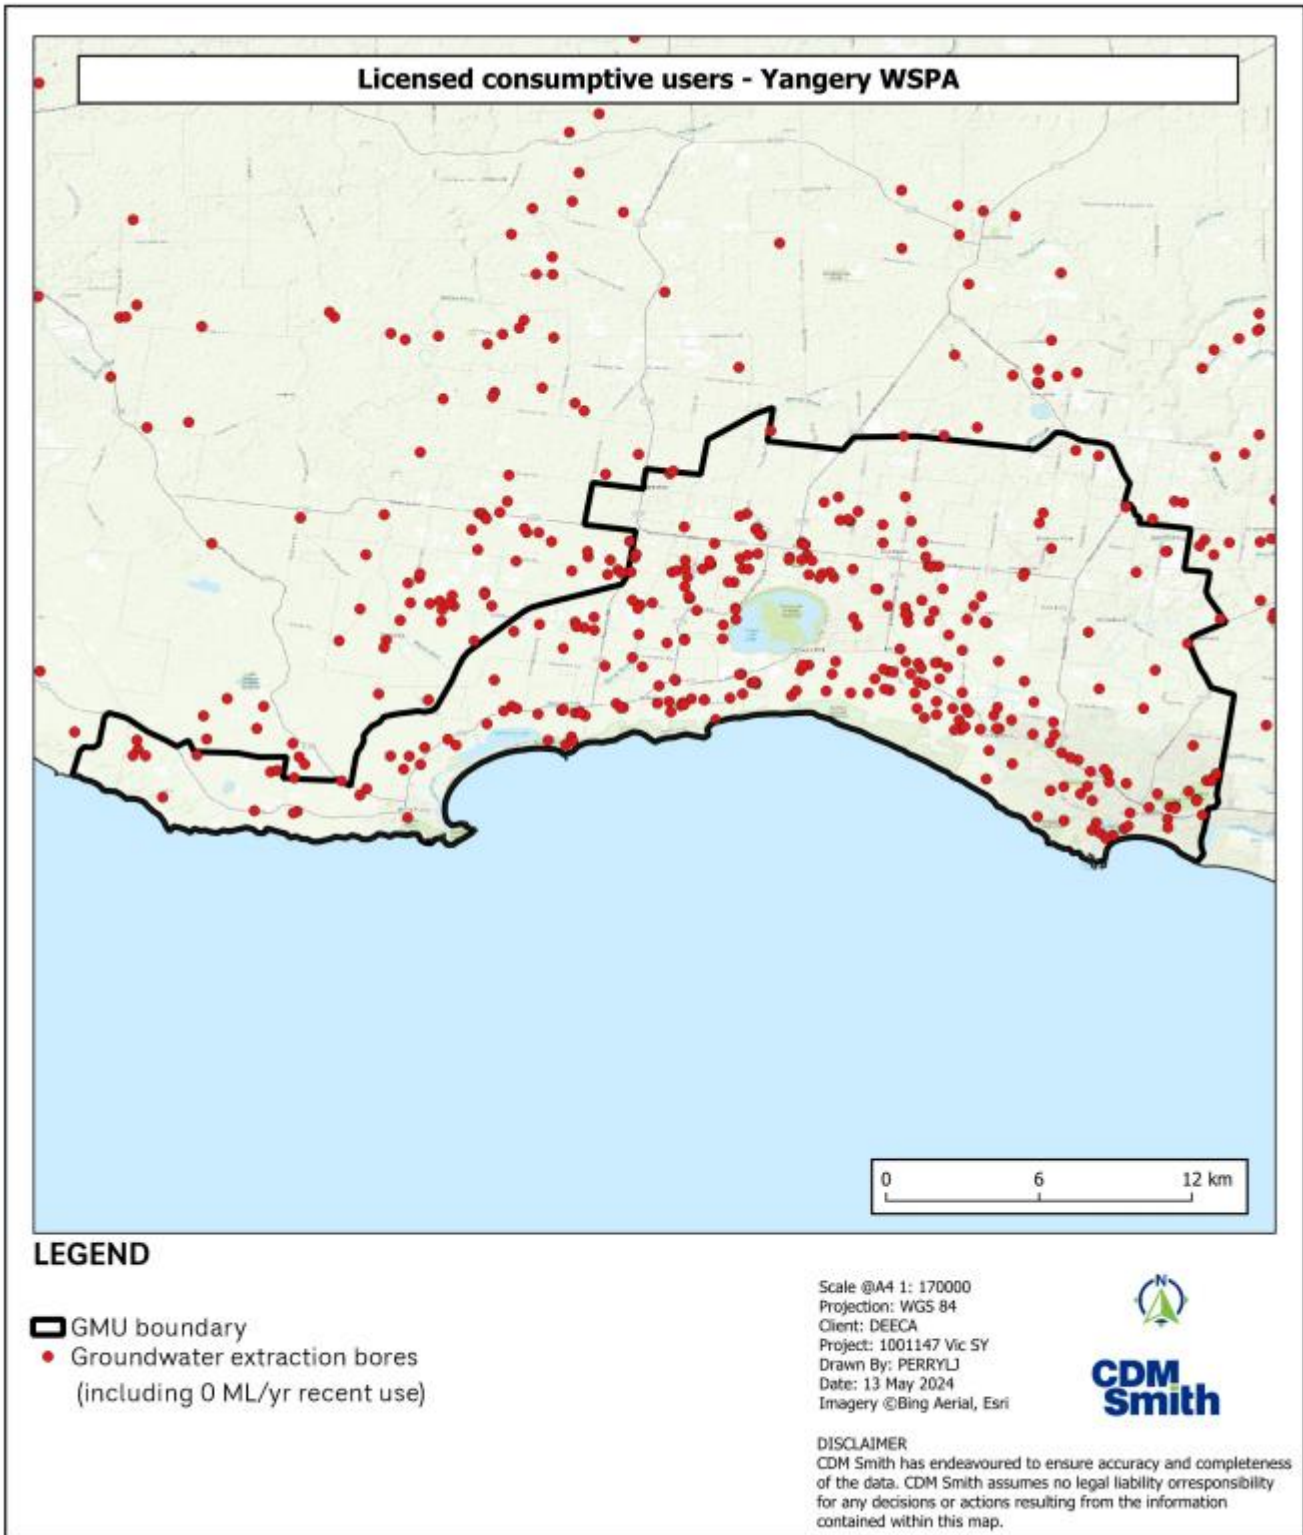 Licensed consumptive users - Yangery WSPA
0 6 12 km
LEGEND
GMU boundary
Groundwater extraction bores
(including 0 ML/yr recent use)
Scale @A4 1: 170000
Projection: WGS 84
Client: DEECA
Project: 1001147 Vic SY
Drawn By: PERRYLJ
Date: 13 May 2024
Imagery ©Bing Aerial, Esri
N
CDM
Smith
DISCLAIMER
CDM Smith has endeavoured to ensure accuracy and completeness
of the data. CDM Smith assumes no legal liability orresponsibility
for any decisions or actions resulting from the information
contained within this map.